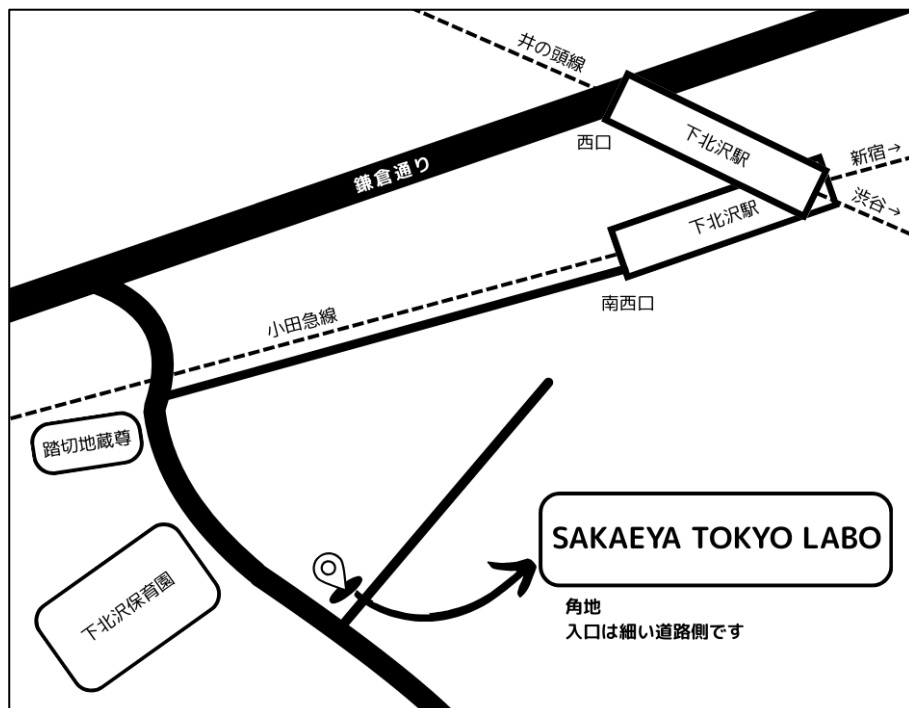 井の頭線
下北沢駅
西口
新宿→
鎌倉通り
渋谷→
下北沢駅
南西口
小田急線
踏切地蔵尊
SAKAEYA TOKYO LABO
下北沢保育園
角地
入口は細い道路側です